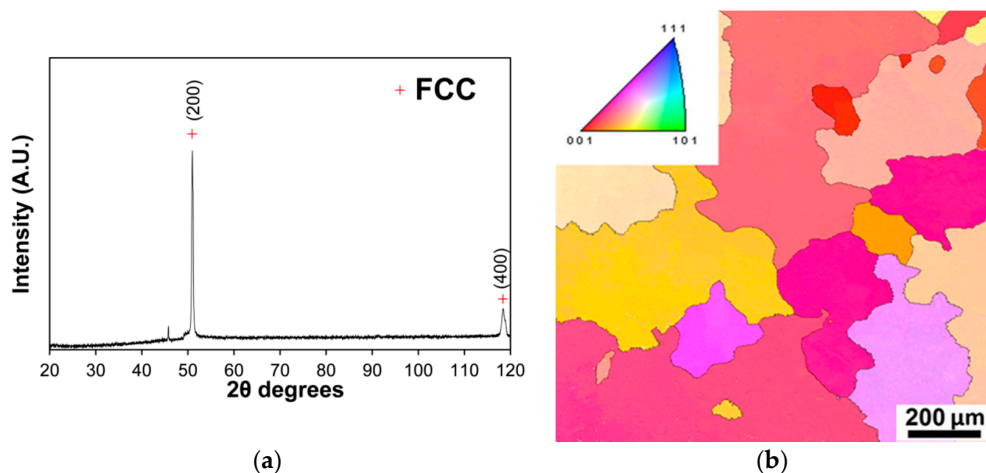 Intensity (A.U.)
+ FCC
(200)
(400)
20 30 40 50 60 70 80 90 100 110 120
2θ degrees
(a)
111
001 101
200 µm
(b)